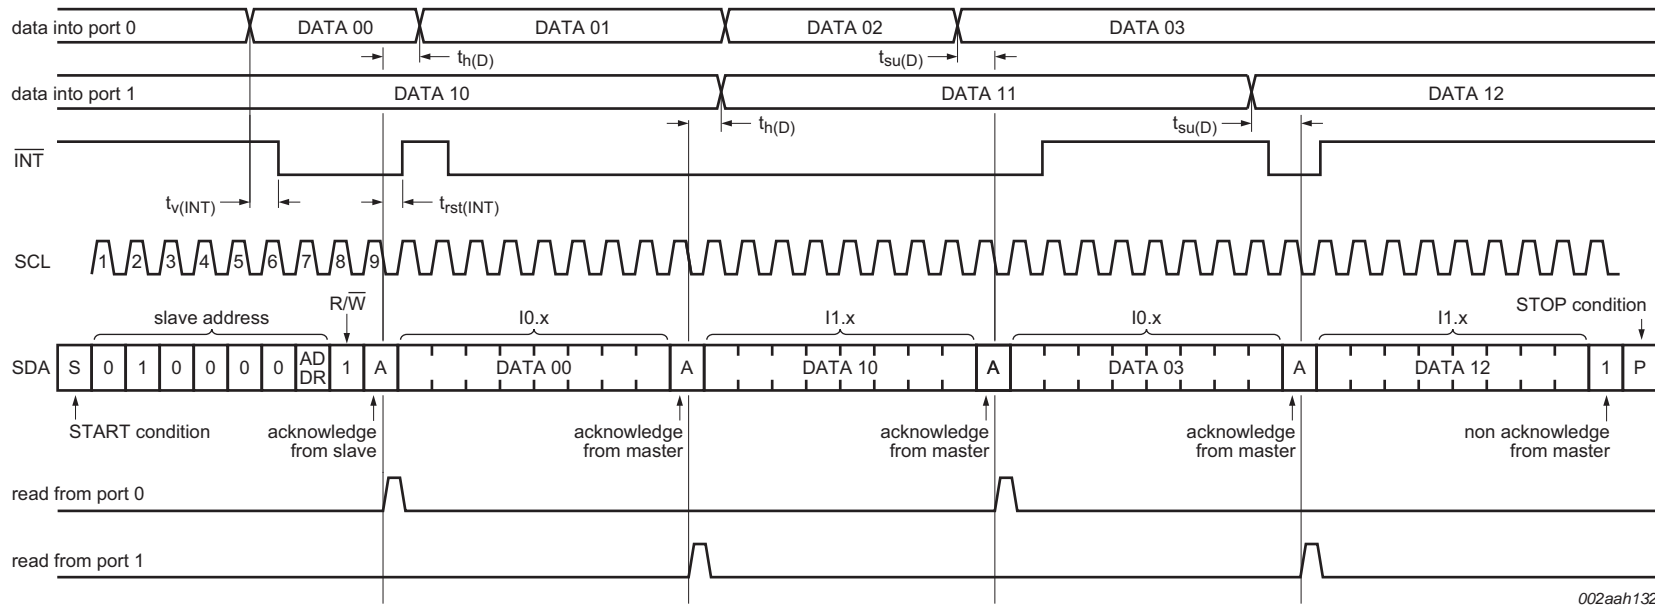 data into port 0 DATA 00 DATA 01 DATA 02 DATA 03
th(D) tsu(D)
data into port 1 DATA 10 DATA 11 DATA 12
th(D) tsu(D)
INT
tv(INT) trst(INT)
SCL 1 2 3 4 5 6 7 8 9
R/W STOP condition
slave address I0.x I1.x I0.x I1.x
SDA S 0 1 0 0 0 0 AD DR 1 A DATA 00 A DATA 10 A DATA 03 A DATA 12 1 P
START condition acknowledge from slave acknowledge from master acknowledge from master acknowledge from master non acknowledge from master
read from port 0
read from port 1
002aah132